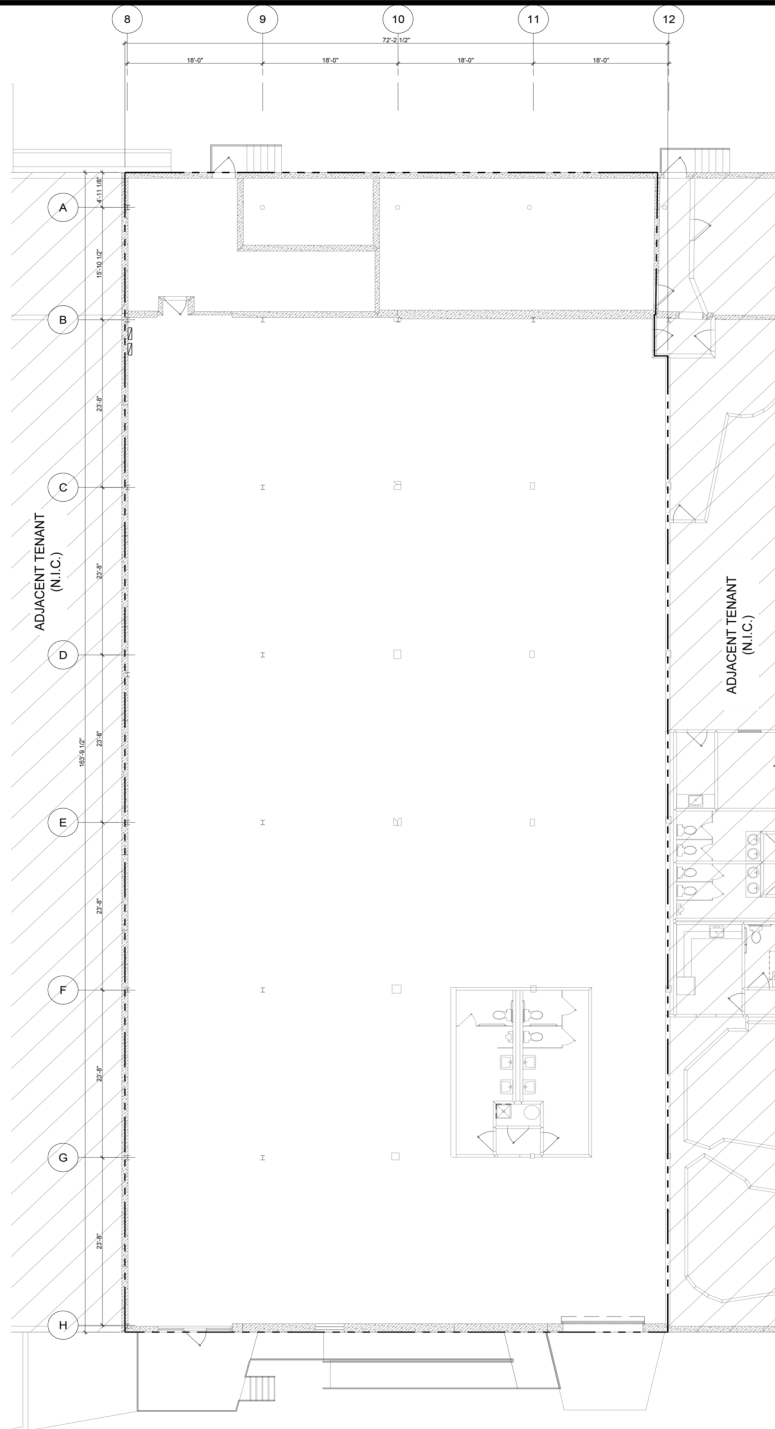 8
9
10
11
12
72'-2 1/2"
18'-0"
18'-0"
18'-0"
18'-0"
4'-11 1/8"
A
15'-10 1/2"
B
23'-8"
C
ADJACENT TENANT
(N.I.C.)
23'-8"
ADJACENT TENANT
(N.I.C.)
D
163'-9 1/2"
23'-8"
E
23'-8"
F
23'-8"
G
23'-8"
H